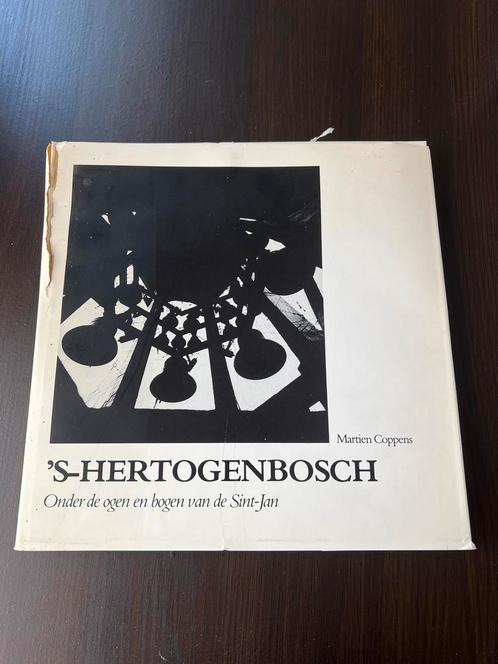 Martien Coppens
'S-HERTOGENBOSCH
Onder de ogen en bogen van de Sint-Jan